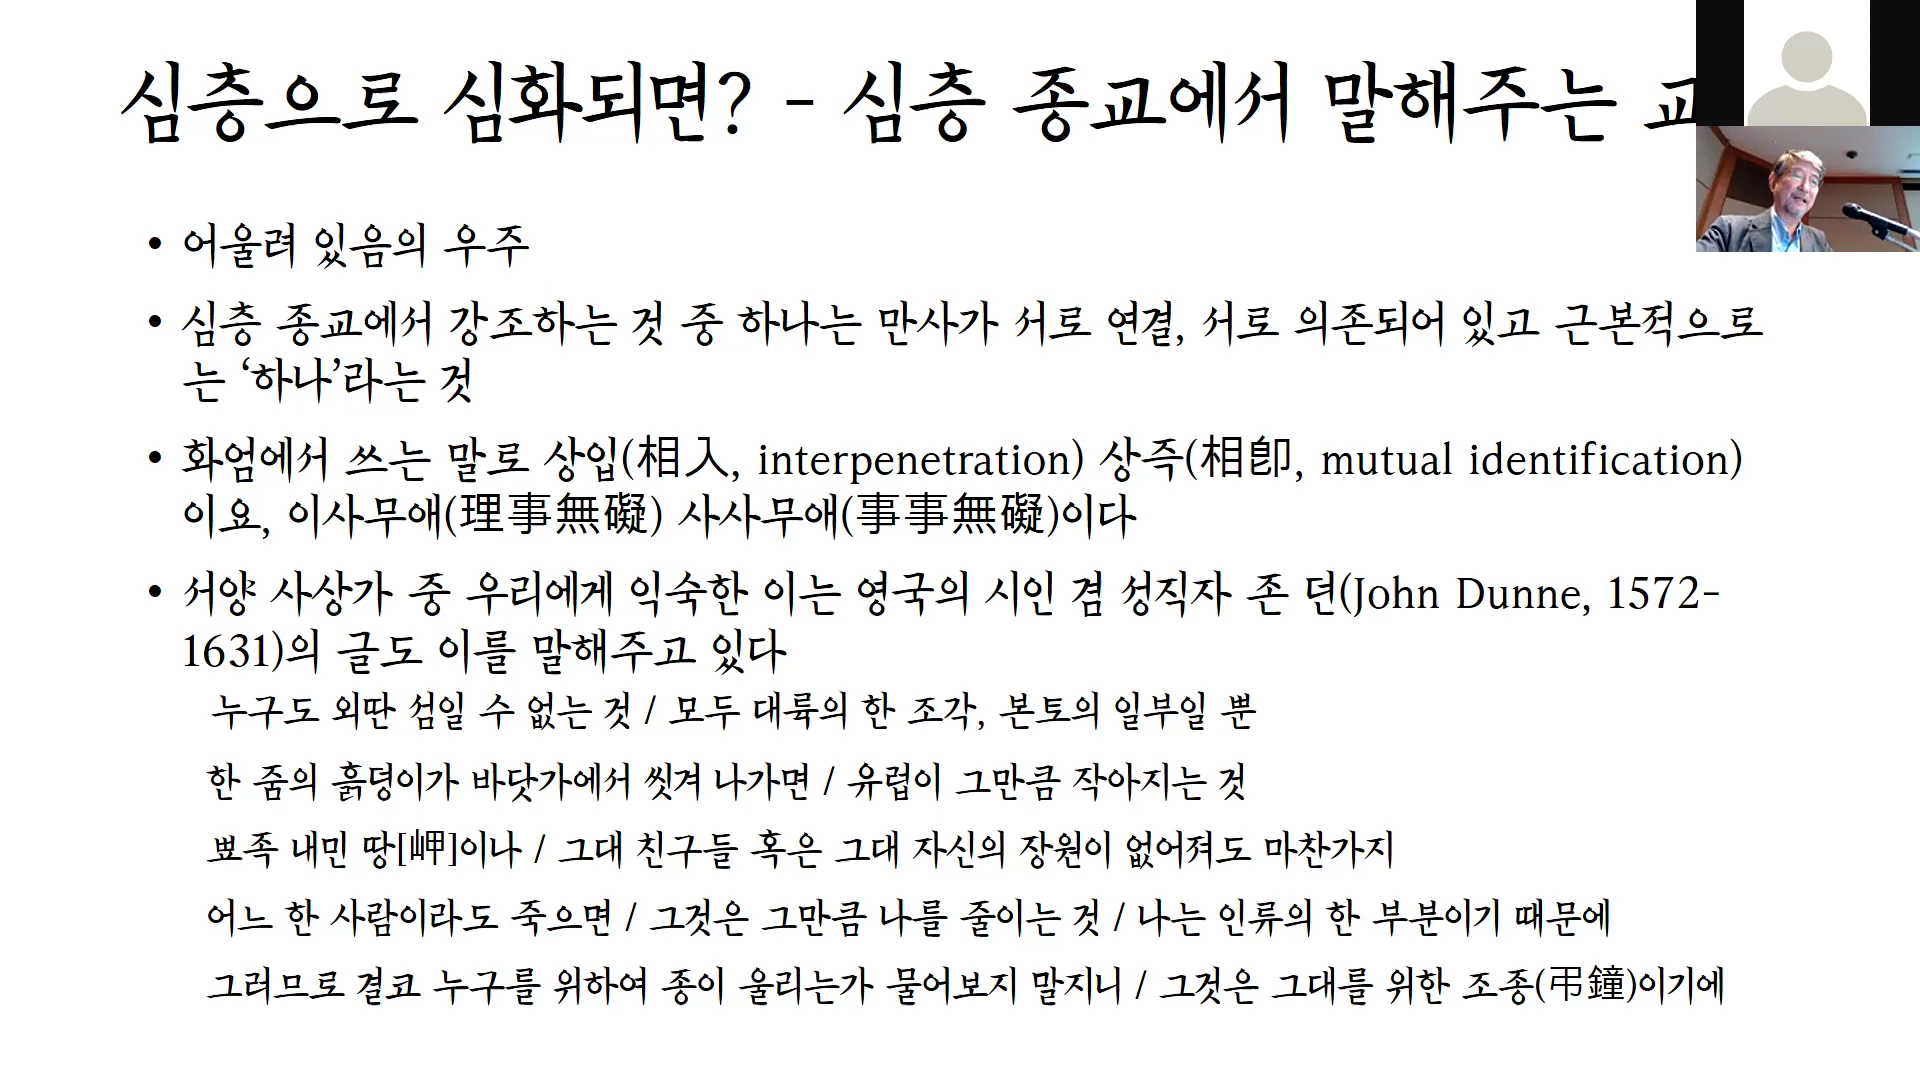 심층으로 심화되면? - 심층 종교에서 말해주는 교
• 어울려 있음의 우주
• 심층 종교에서 강조하는 것 중 하나는 만사가 서로 연결, 서로 의존되어 있고 근본적으로
는 ‘하나’라는 것
• 화엄에서 쓰는 말로 상입(相入, interpenetration) 상즉(相卽, mutual identification)
이요, 이사무애(理事無礙) 사사무애(事事無礙)이다
• 서양 사상가 중 우리에게 익숙한 이는 영국의 시인 겸 성직자 존 던(John Dunne, 1572-
1631)의 글도 이를 말해주고 있다
누구도 외딴 섬일 수 없는 것 / 모두 대륙의 한 조각, 본토의 일부일 뿐
한 줌의 흙덩이가 바닷가에서 씻겨 나가면 / 유럽이 그만큼 작아지는 것
뾰족 내민 땅[岬]이나 / 그대 친구들 혹은 그대 자신의 장원이 없어져도 마찬가지
어느 한 사람이라도 죽으면 / 그것은 그만큼 나를 줄이는 것 / 나는 인류의 한 부분이기 때문에
그러므로 결코 누구를 위하여 종이 울리는가 물어보지 말지니 / 그것은 그대를 위한 조종(弔鐘)이기에